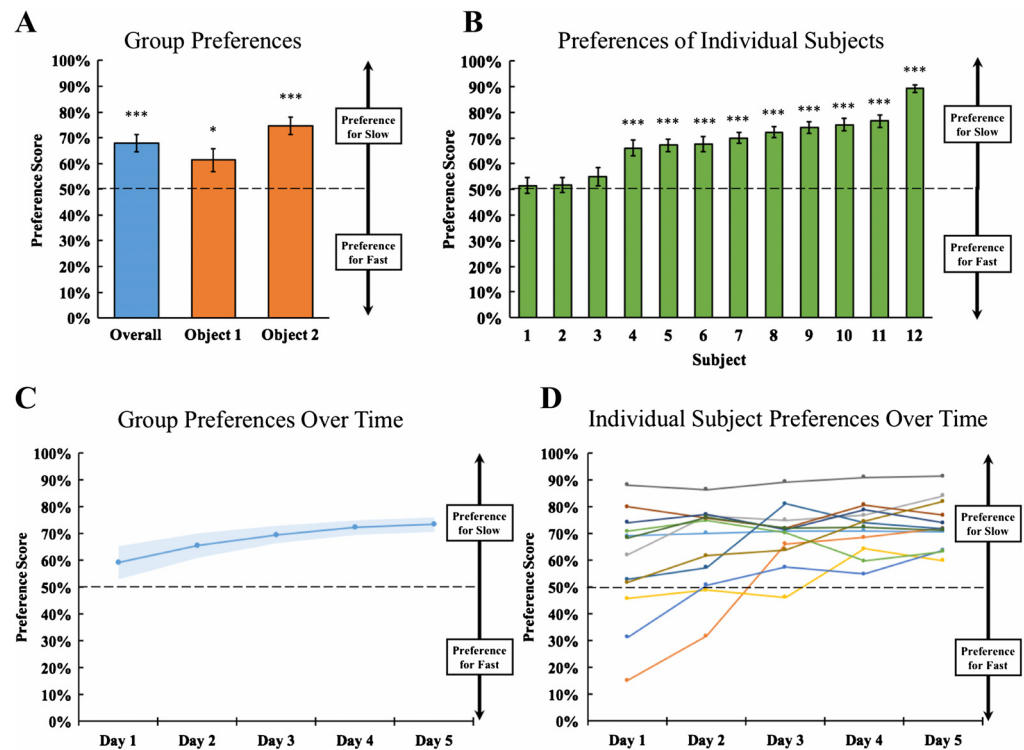 A
Group Preferences
Preference Score
100%
90%
80%
70%
60%
50%
40%
30%
20%
10%
0%
***
*
***
Overall
Object 1
Object 2
Preference
for Slow
Preference
for Fast
B
Preferences of Individual Subjects
Preference Score
100%
90%
80%
70%
60%
50%
40%
30%
20%
10%
0%
***
***
***
***
***
***
***
***
***
1
2
3
4
5
6
7
8
9
10
11
12
Subject
Preference
for Slow
Preference
for Fast
C
Group Preferences Over Time
Preference Score
100%
90%
80%
70%
60%
50%
40%
30%
20%
10%
0%
Day 1
Day 2
Day 3
Day 4
Day 5
Preference
for Slow
Preference
for Fast
D
Individual Subject Preferences Over Time
Preference Score
100%
90%
80%
70%
60%
50%
40%
30%
20%
10%
0%
Day 1
Day 2
Day 3
Day 4
Day 5
Preference
for Slow
Preference
for Fast